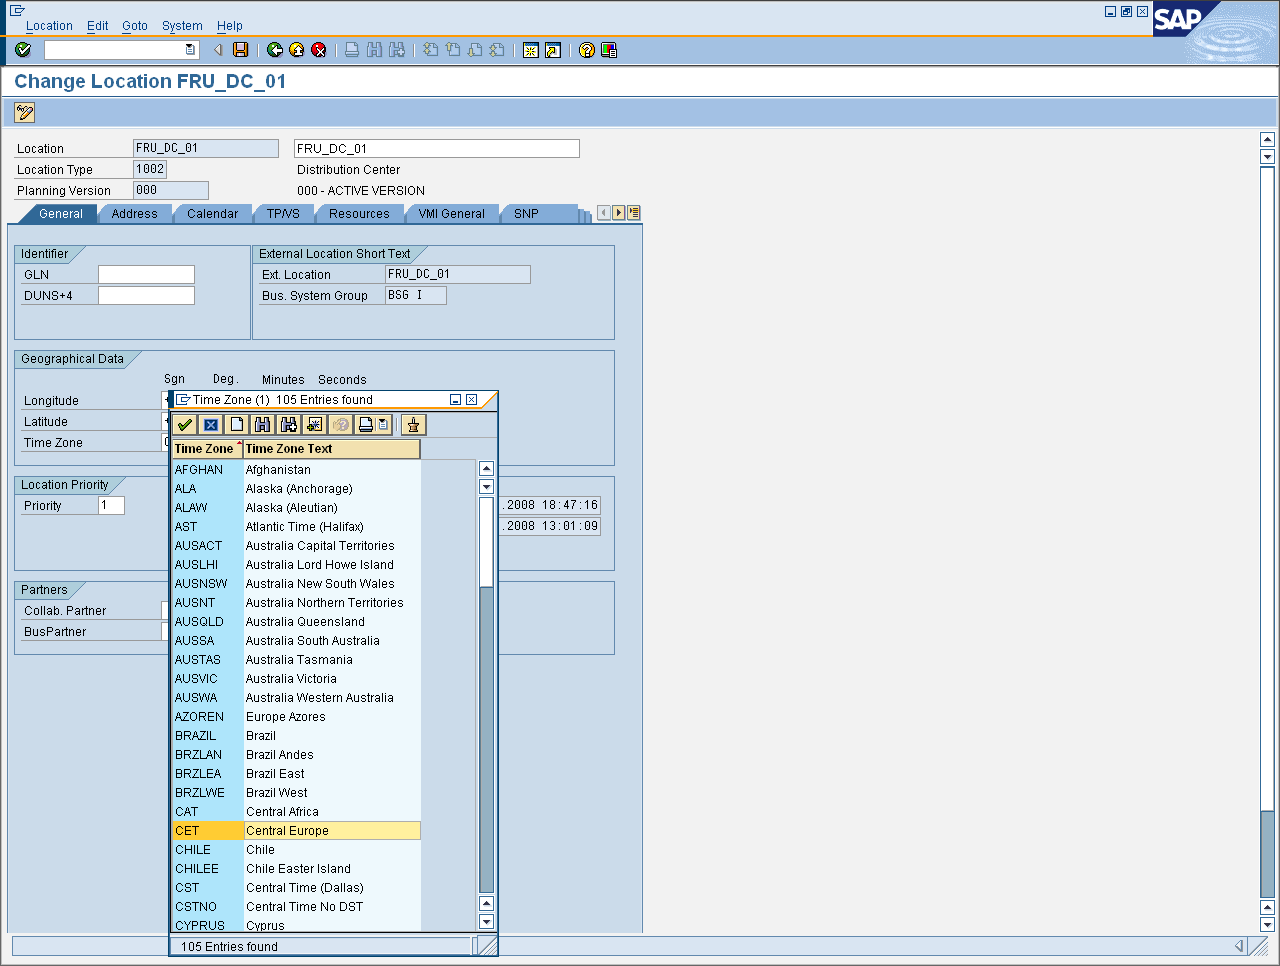 Location Edit Goto System Help
SAP
Change Location FRU_DC_01
Location FRU_DC_01 FRU_DC_01
Location Type 1002 Distribution Center
Planning Version 000 000 - ACTIVE VERSION
General Address Calendar TP/VS Resources VMI General SNP
Identifier External Location Short Text
GLN Ext. Location FRU_DC_01
DUNS+4 Bus. System Group BSG I
Geographical Data
Sgn Deg. Minutes Seconds
Longitude
Latitude
Time Zone
Location Priority
Priority 1 .2008 18:47:16
.2008 13:01:09
Partners
Collab. Partner
BusPartner
Time Zone (1) 105 Entries found
Time Zone Time Zone Text
AFGHAN Afghanistan
ALA Alaska (Anchorage)
ALAW Alaska (Aleutian)
AST Atlantic Time (Halifax)
AUSACT Australia Capital Territories
AUSLHI Australia Lord Howe Island
AUSNSW Australia New South Wales
AUSNT Australia Northern Territories
AUSQLD Australia Queensland
AUSSA Australia South Australia
AUSTAS Australia Tasmania
AUSVIC Australia Victoria
AUSWA Australia Western Australia
AZOREN Europe Azores
BRAZIL Brazil
BRZLAN Brazil Andes
BRZLEA Brazil East
BRZLWE Brazil West
CAT Central Africa
CET Central Europe
CHILE Chile
CHILEE Chile Easter Island
CST Central Time (Dallas)
CSTNO Central Time No DST
CYPRUS Cyprus
105 Entries found